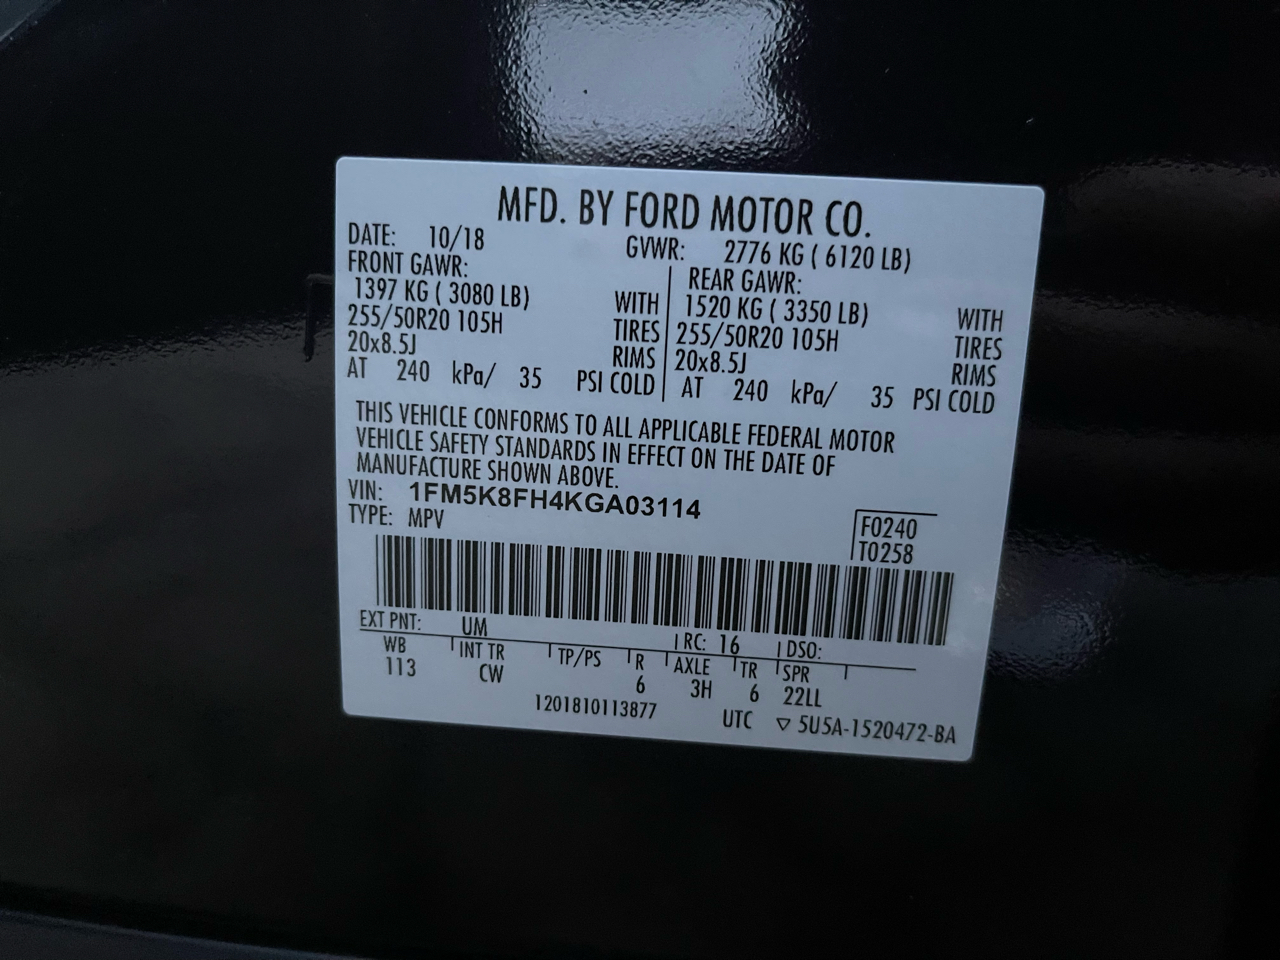 MFD. BY FORD MOTOR CO.
DATE: 10/18 GVWR: 2776 KG ( 6120 LB)
FRONT GAWR: REAR GAWR:
1397 KG ( 3080 LB) WITH 1520 KG ( 3350 LB) WITH
255/50R20 105H TIRES 255/50R20 105H TIRES
20x8.5J RIMS 20x8.5J RIMS
AT 240 kPa/ 35 PSI COLD AT 240 kPa/ 35 PSI COLD
THIS VEHICLE CONFORMS TO ALL APPLICABLE FEDERAL MOTOR
VEHICLE SAFETY STANDARDS IN EFFECT ON THE DATE OF
MANUFACTURE SHOWN ABOVE.
VIN: 1FM5K8FH4KGA03114
TYPE: MPV F0240
T0258
EXT PNT: UM RC: 16 DSO:
WB INT TR TP/PS R AXLE TR SPR
113 CW 6 3H 6 22LL
1201810113877 UTC ▽ 5U5A-1520472-BA